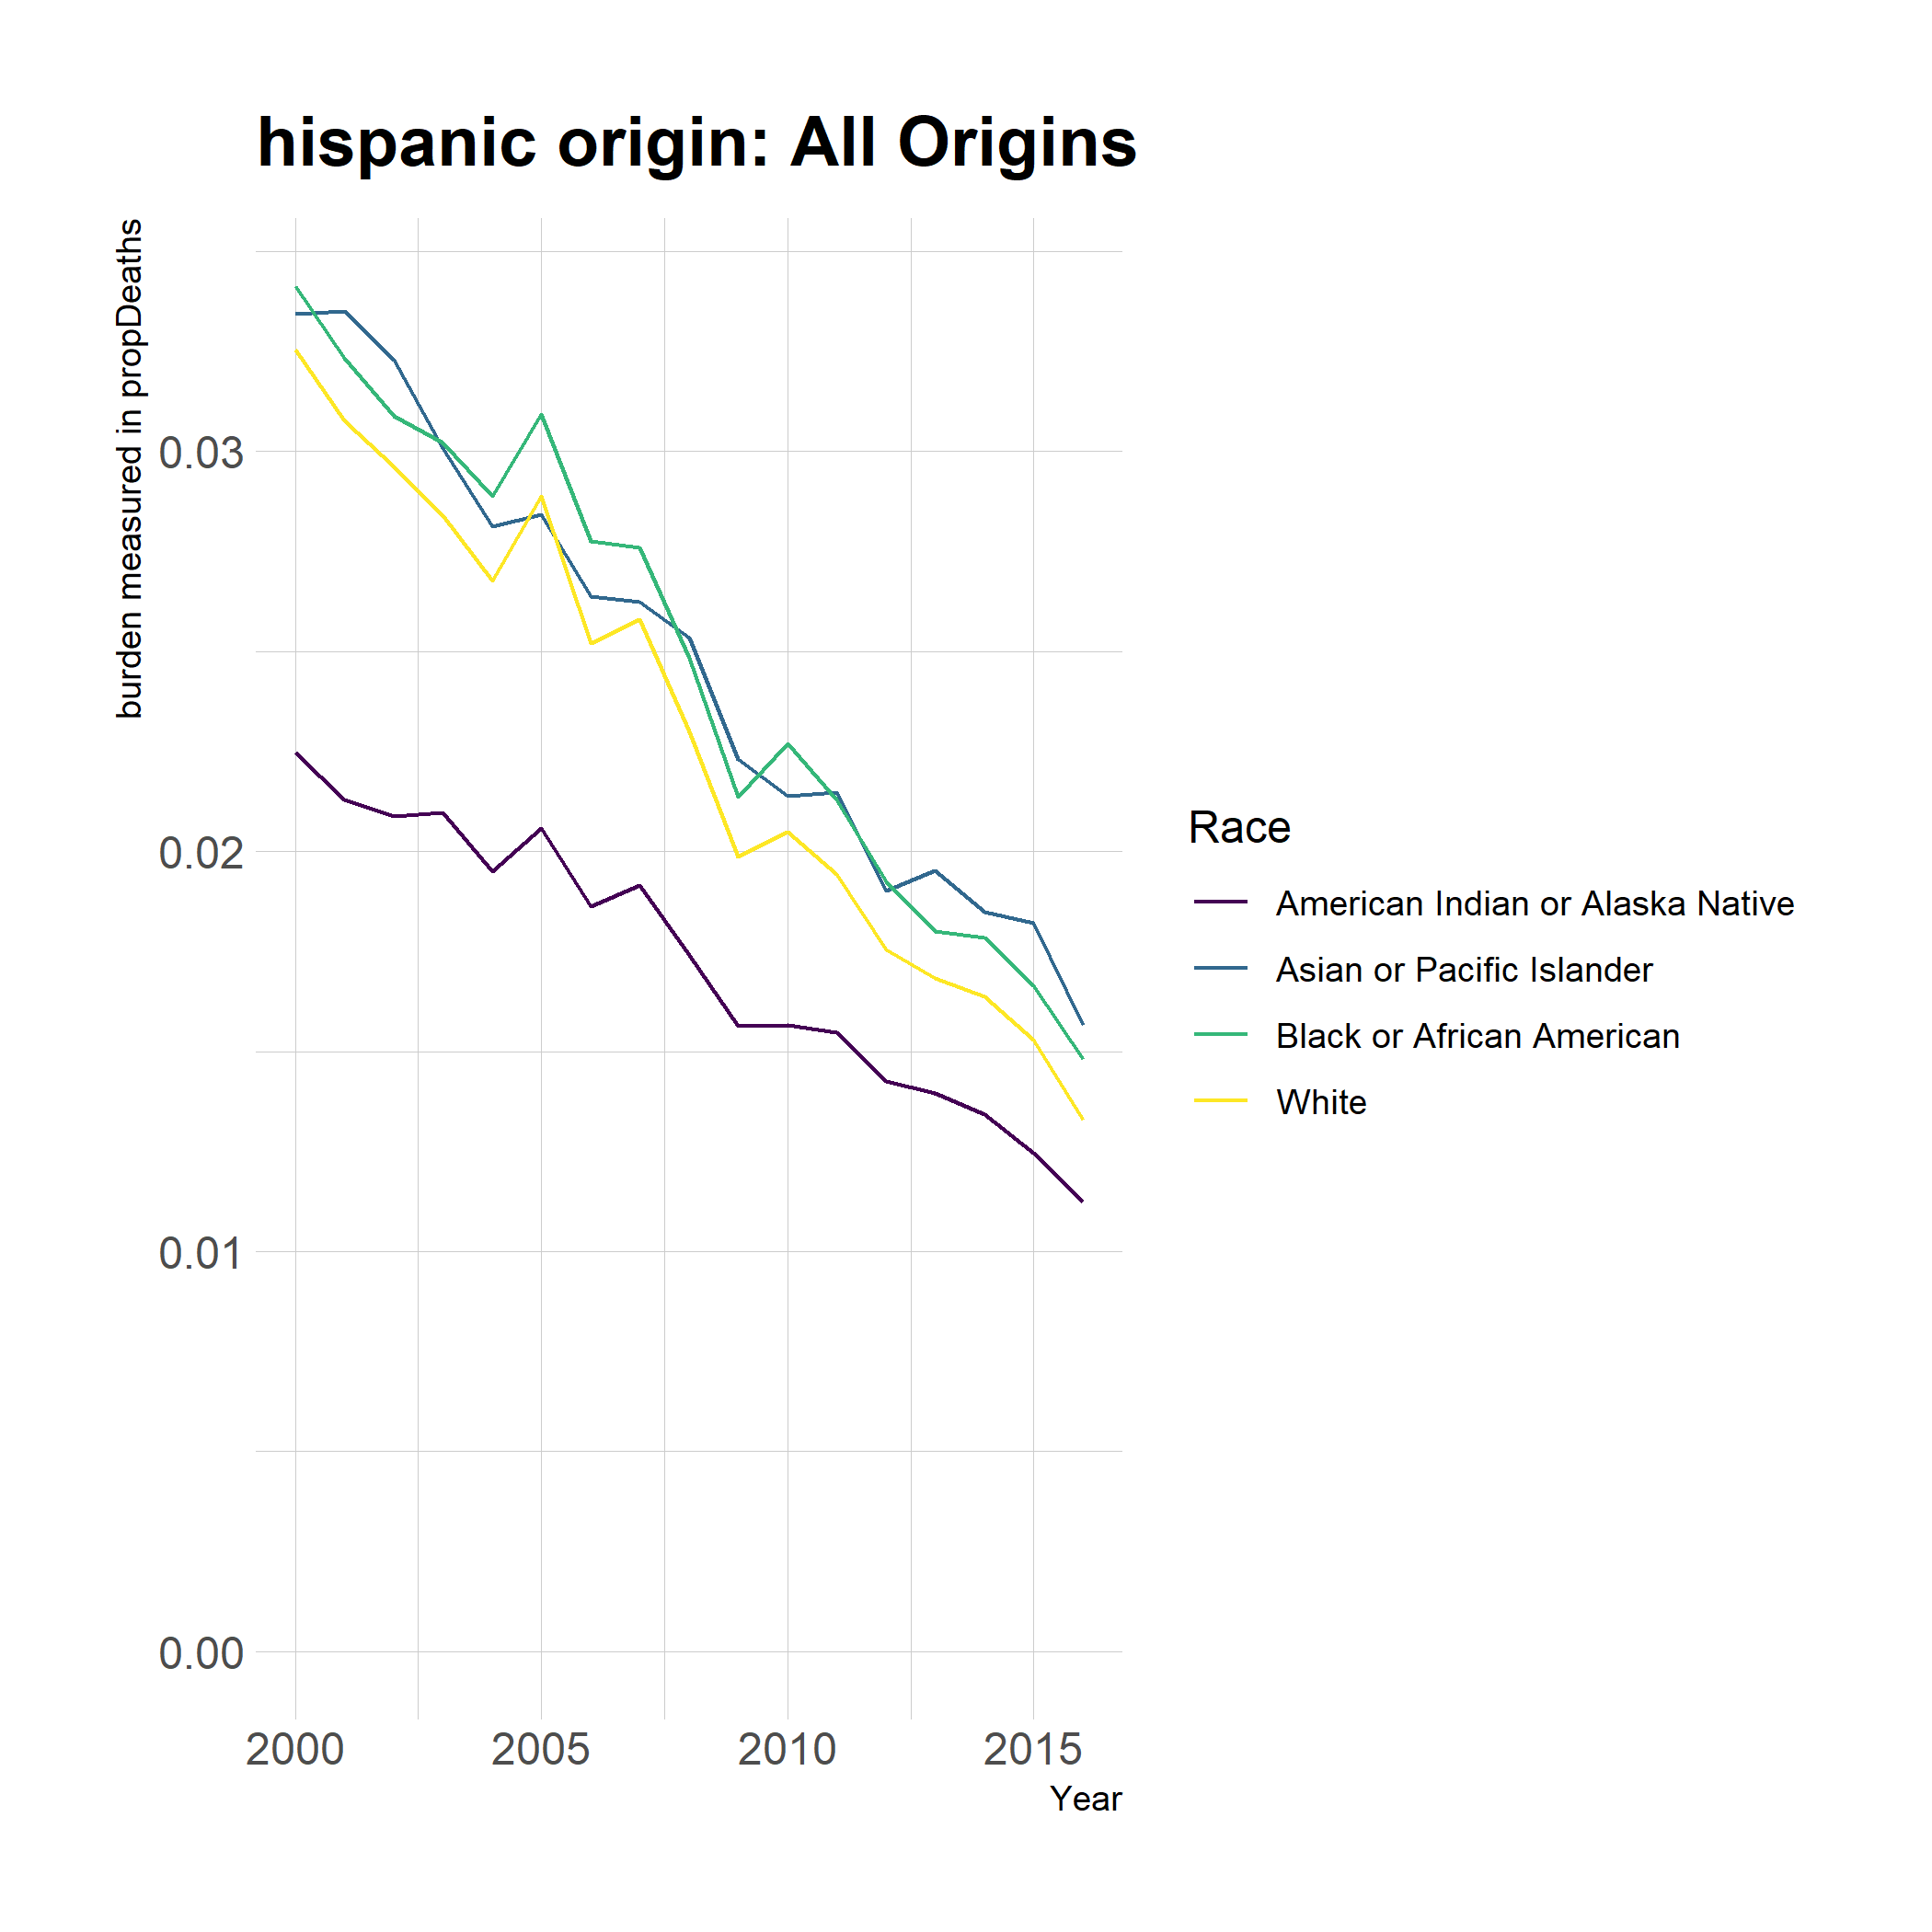 hispanic origin: All Origins
burden measured in propDeaths
0.03
0.02
0.01
0.00
2000 2005 2010 2015
Year
Race
American Indian or Alaska Native
Asian or Pacific Islander
Black or African American
White